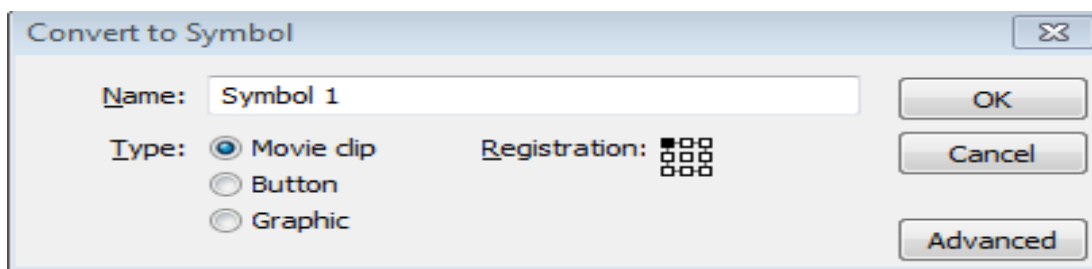 Convert to Symbol
Name: Symbol 1 OK
Type: Movie clip Registration: Cancel
Button
Graphic
Advanced